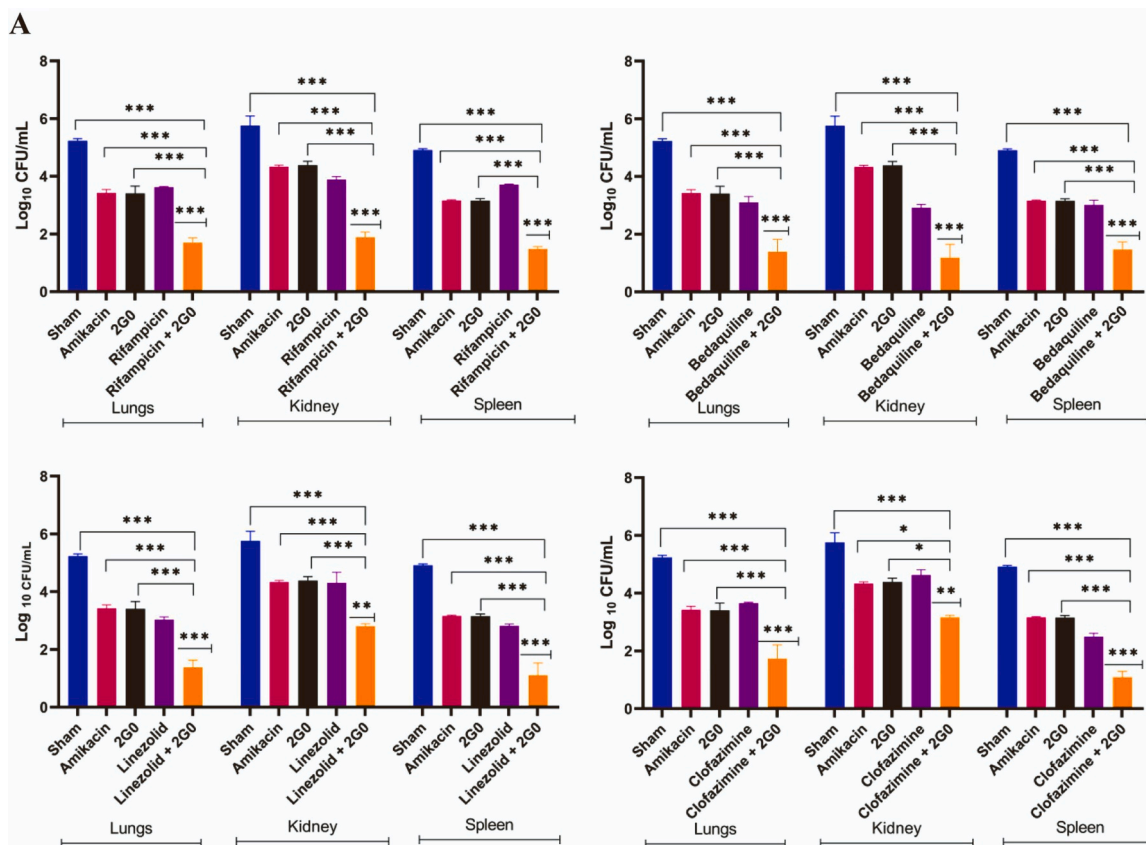 A
Log10 CFU/mL
8
6
4
2
0
***
***
***
***
***
***
***
***
***
***
***
***
Sham
Amikacin
2G0
Rifampicin
Rifampicin + 2G0
Sham
Amikacin
2G0
Rifampicin
Rifampicin + 2G0
Sham
Amikacin
2G0
Rifampicin
Rifampicin + 2G0
Lungs
Kidney
Spleen
Log10 CFU/mL
8
6
4
2
0
***
***
***
***
***
***
***
***
***
***
***
***
Sham
Amikacin
2G0
Bedaquiline
Bedaquiline + 2G0
Sham
Amikacin
2G0
Bedaquiline
Bedaquiline + 2G0
Sham
Amikacin
2G0
Bedaquiline
Bedaquiline + 2G0
Lungs
Kidney
Spleen
Log 10 CFU/mL
8
6
4
2
0
***
***
***
***
***
***
***
**
***
***
***
***
Sham
Amikacin
2G0
Linezolid
Linezolid + 2G0
Sham
Amikacin
2G0
Linezolid
Linezolid + 2G0
Sham
Amikacin
2G0
Linezolid
Linezolid + 2G0
Lungs
Kidney
Spleen
Log 10 CFU/mL
8
6
4
2
0
***
***
***
***
***
*
*
**
***
***
***
***
Sham
Amikacin
2G0
Clofazimine
Clofazimine + 2G0
Sham
Amikacin
2G0
Clofazimine
Clofazimine + 2G0
Sham
Amikacin
2G0
Clofazimine
Clofazimine + 2G0
Lungs
Kidney
Spleen